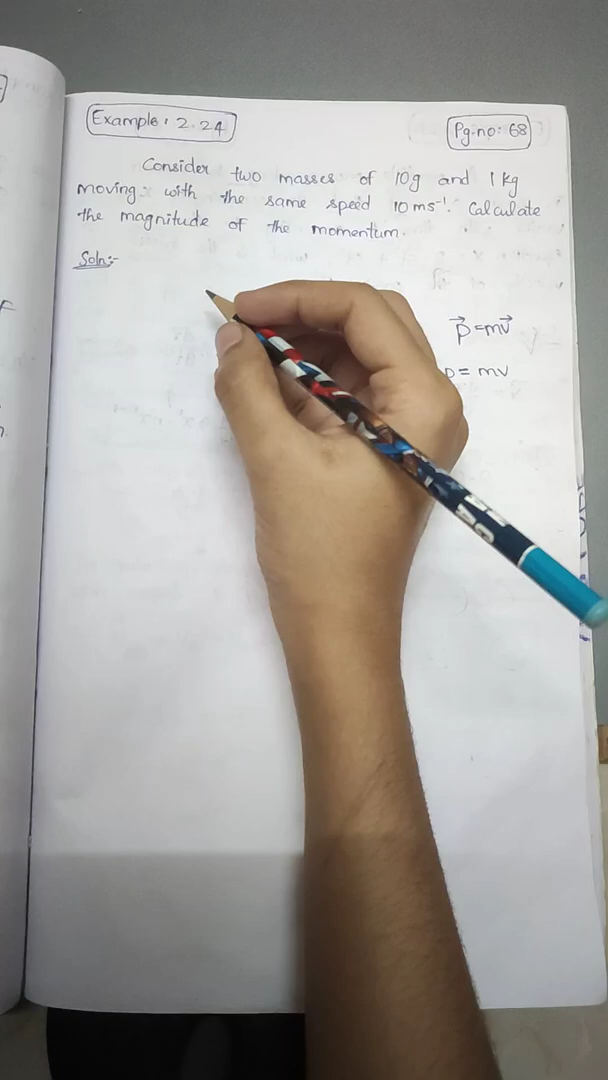 Example: 2.24
Pg.no: 68
Consider two masses of 10g and 1kg
moving with the same speed 10 ms⁻¹. Calculate
the magnitude of the momentum.
Soln:-
p⃗ = mv⃗
p = mv